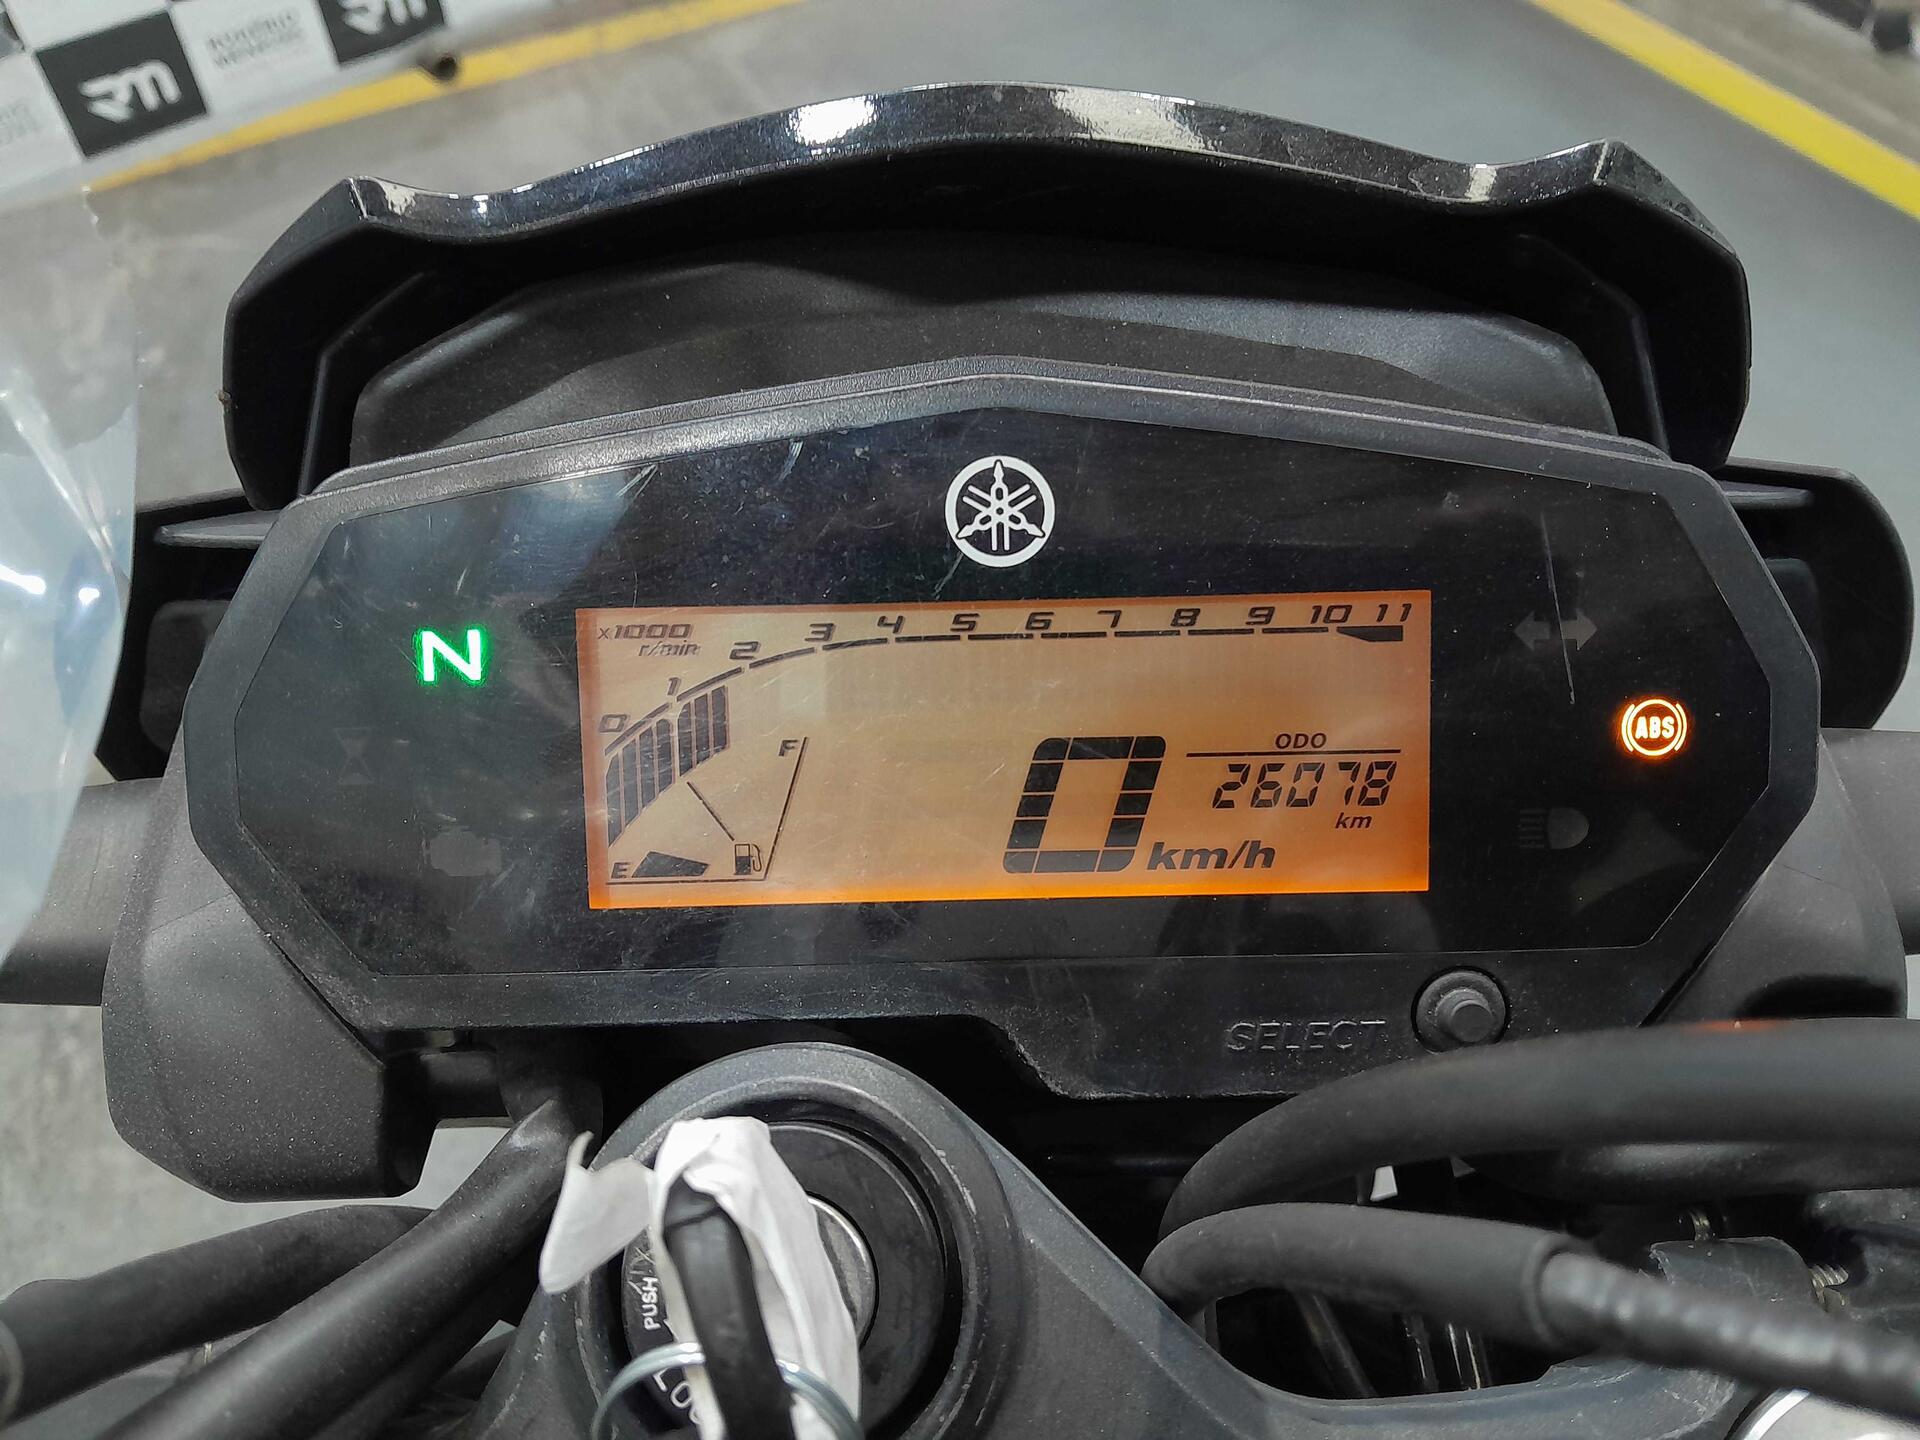 RM
x1000
r/min
0 1 2 3 4 5 6 7 8 9 10 11
N
F
E
0
km/h
ODO
26078
km
ABS
SELECT
PUSH